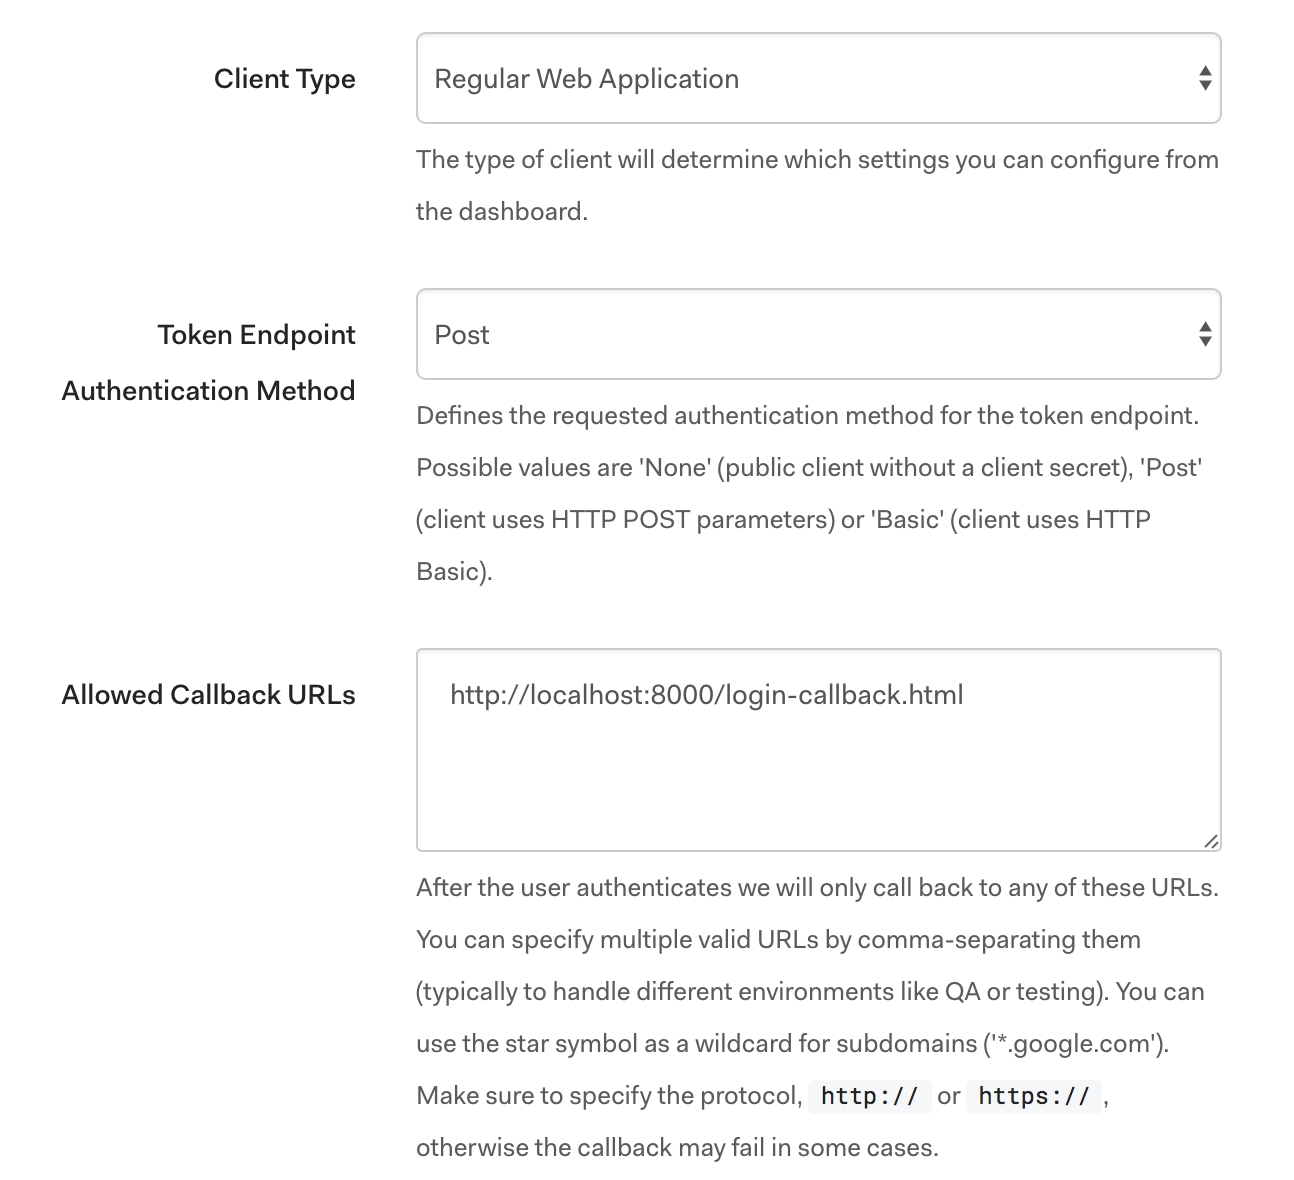 Client Type
Regular Web Application
The type of client will determine which settings you can configure from
the dashboard.
Token Endpoint
Authentication Method
Post
Defines the requested authentication method for the token endpoint.
Possible values are 'None' (public client without a client secret), 'Post'
(client uses HTTP POST parameters) or 'Basic' (client uses HTTP
Basic).
Allowed Callback URLs
http://localhost:8000/login-callback.html
After the user authenticates we will only call back to any of these URLs.
You can specify multiple valid URLs by comma-separating them
(typically to handle different environments like QA or testing). You can
use the star symbol as a wildcard for subdomains ('*.google.com').
Make sure to specify the protocol, http:// or https:// ,
otherwise the callback may fail in some cases.